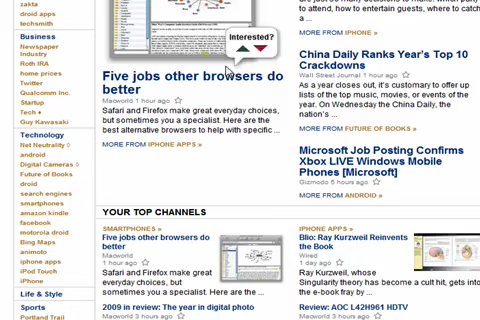 zakta
droid
ad apps
techsmith
Business
Newspaper
Industry
Roth IRA
home prices
Twitter
Qualcomm Inc.
Startup
Tech
Guy Kawasaki
Technology
Net Neutrality
android
Digital Cameras
Future of Books
droid
search engines
smartphones
amazon kindle
facebook
motorola droid
Bing Maps
Animoto
iphone apps
iPod Touch
iPhone
Life & Style
Sports
Portland Trail
Interested?
Five jobs other browsers do
better
Macworld 1 hour ago
Safari and Firefox make great everyday choices,
but sometimes you a specialist. Here are the
best alternative browsers to help with specific ...
MORE FROM IPHONE APPS »
to attend, how to entertain guests, where to catch
a ...
MORE FROM IPHONE »
China Daily Ranks Year's Top 10
Crackdowns
Wall Street Journal 1 hour ago
As a year closes out, it's customary to offer up
lists of the top music, movies, or events of the
year. On Wednesday the China Daily, the
nation's ...
MORE FROM FUTURE OF BOOKS »
Microsoft Job Posting Confirms
Xbox LIVE Windows Mobile
Phones [Microsoft]
Gizmodo 5 hours ago
MORE FROM ANDROID »
YOUR TOP CHANNELS
SMARTPHONES »
Five jobs other browsers do
better
Macworld
1 hour ago
Safari and Firefox make great
everyday choices, but
sometimes you a specialist. Here are the ...
2009 in review: The year in digital photo
Macworld 3 hours ago
IPHONE APPS »
Blio: Ray Kurzweil Reinvents
the Book
Wired
1 day ago
Ray Kurzweil, whose
Singularity theory has become a cult hit, gets into
the e-book fray by ...
Review: AOC L42H961 HDTV
Macworld 3 hours ago